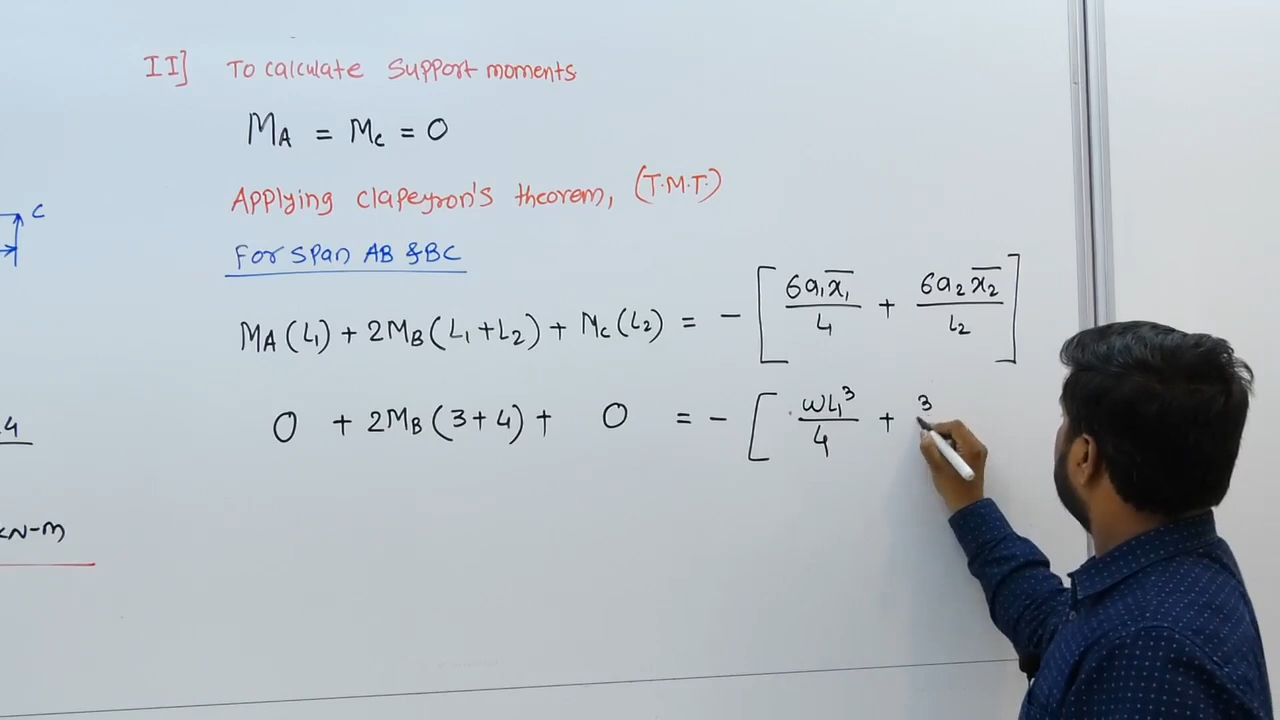 II] To calculate Support moments
MA = Mc = 0
Applying Clapeyron's theorem, (T.M.T.)
C
For Span AB & BC
MA (L1) + 2MB (L1 + L2) + Mc (L2) = - [ 6a1x̄1 / L1 + 6a2x̄2 / L2 ]
0 + 2MB (3 + 4) + 0 = - [ wL1³ / 4 + 3
4
kN-m